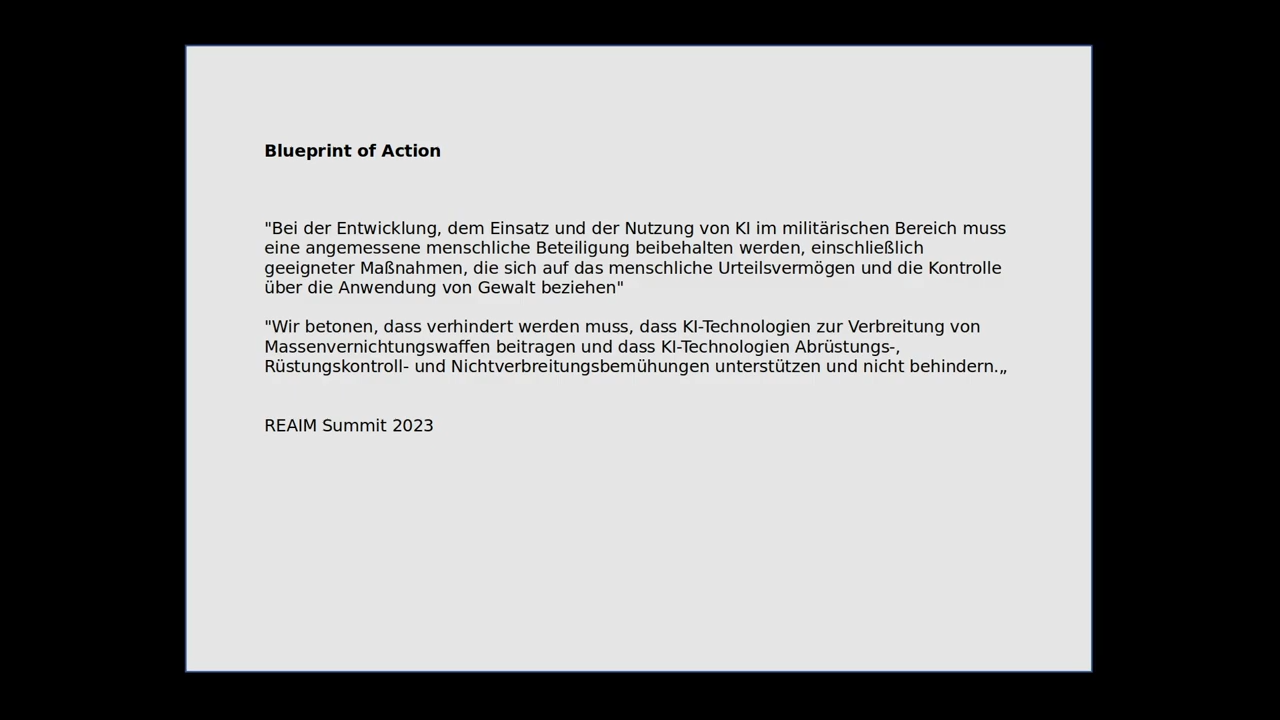 Blueprint of Action
"Bei der Entwicklung, dem Einsatz und der Nutzung von KI im militärischen Bereich muss
eine angemessene menschliche Beteiligung beibehalten werden, einschließlich
geeigneter Maßnahmen, die sich auf das menschliche Urteilsvermögen und die Kontrolle
über die Anwendung von Gewalt beziehen"
"Wir betonen, dass verhindert werden muss, dass KI-Technologien zur Verbreitung von
Massenvernichtungswaffen beitragen und dass KI-Technologien Abrüstungs-,
Rüstungskontroll- und Nichtverbreitungsbemühungen unterstützen und nicht behindern.„
REAIM Summit 2023